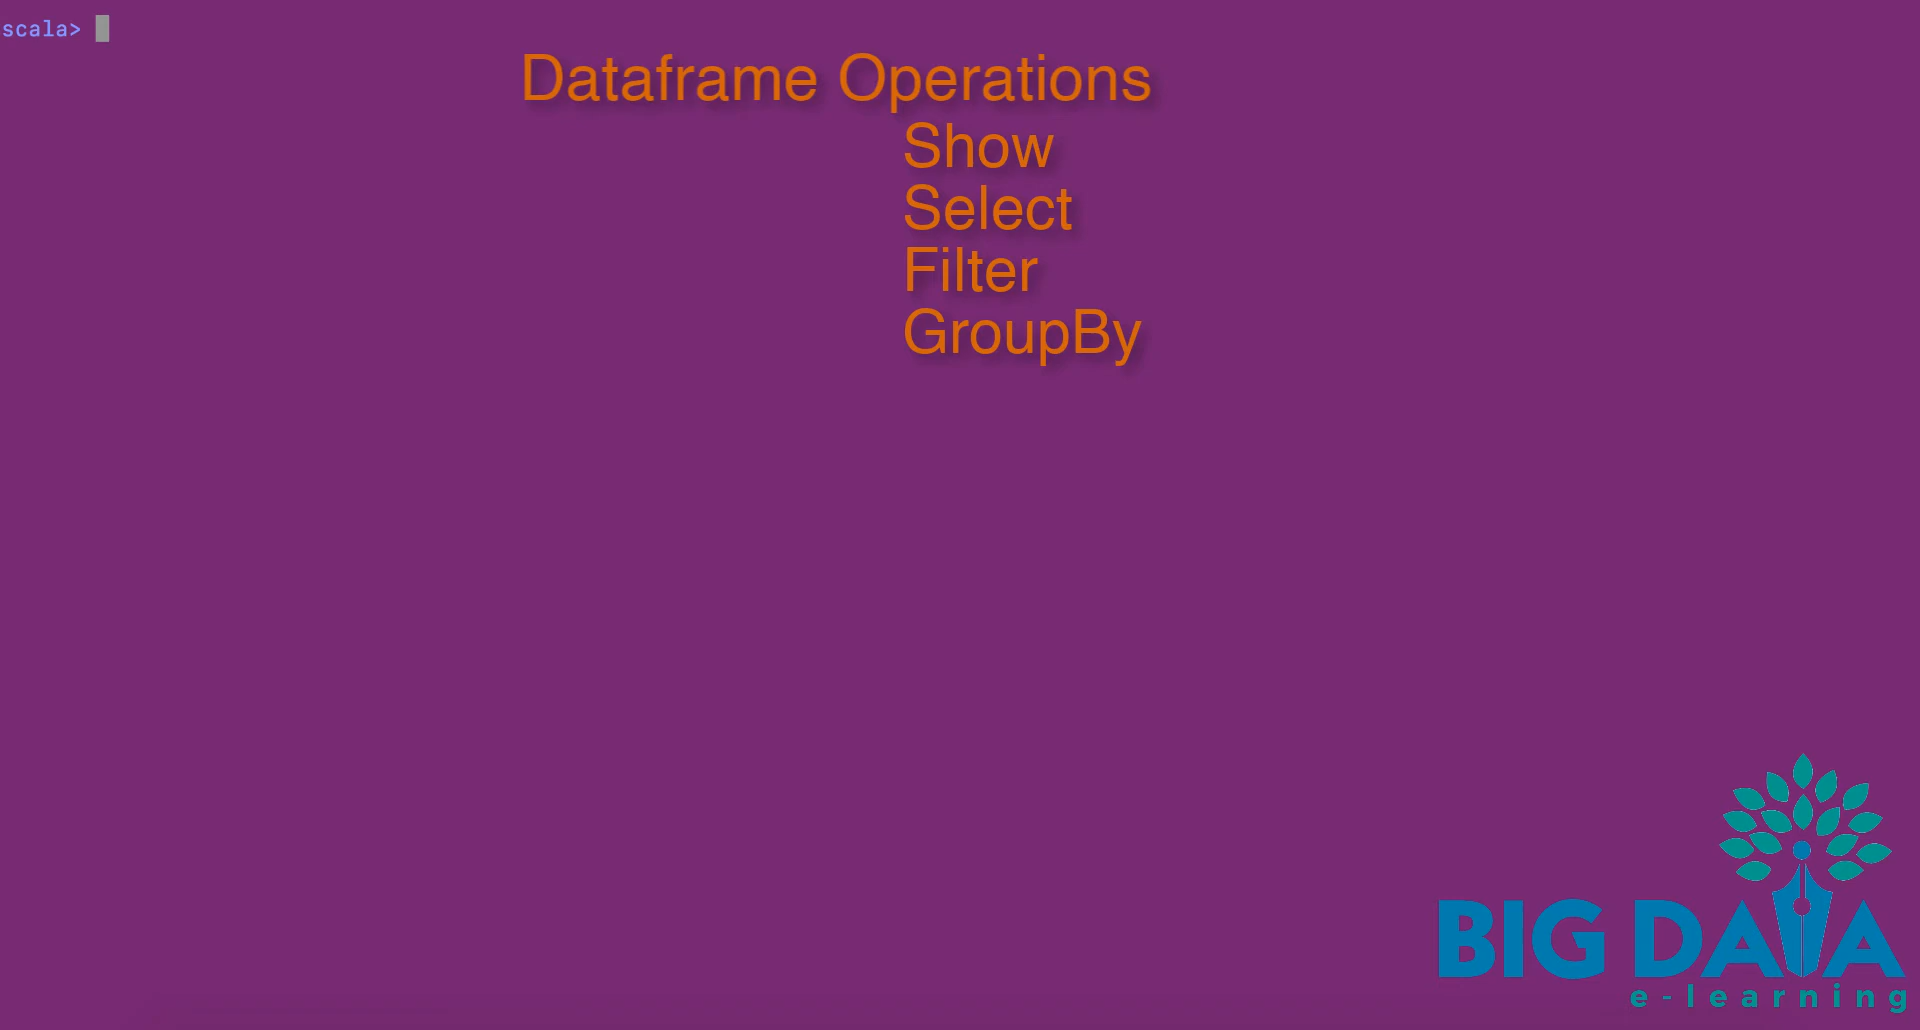 scala>
Dataframe Operations
Show
Select
Filter
GroupBy
BIG DATA
e-learning